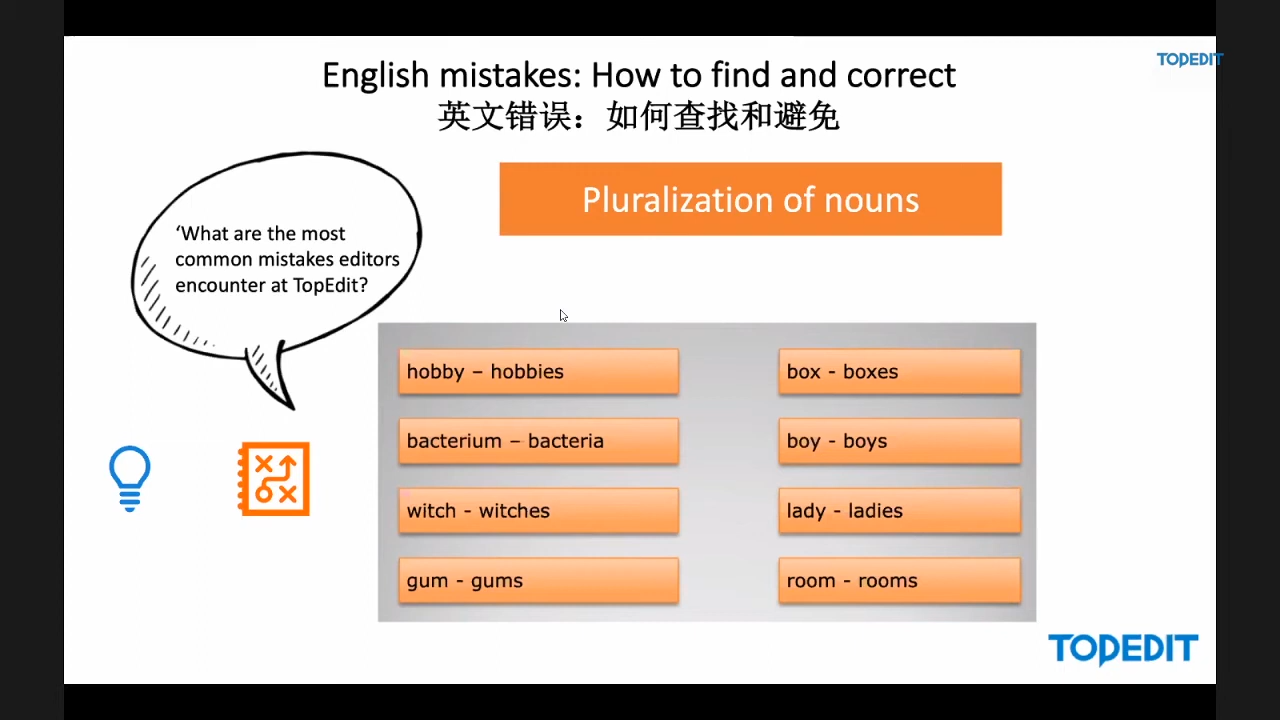 TOPEDIT
English mistakes: How to find and correct
英文错误：如何查找和避免
Pluralization of nouns
‘What are the most
common mistakes editors
encounter at TopEdit?
hobby – hobbies
box - boxes
bacterium – bacteria
boy - boys
witch - witches
lady - ladies
gum - gums
room - rooms
TOPEDIT